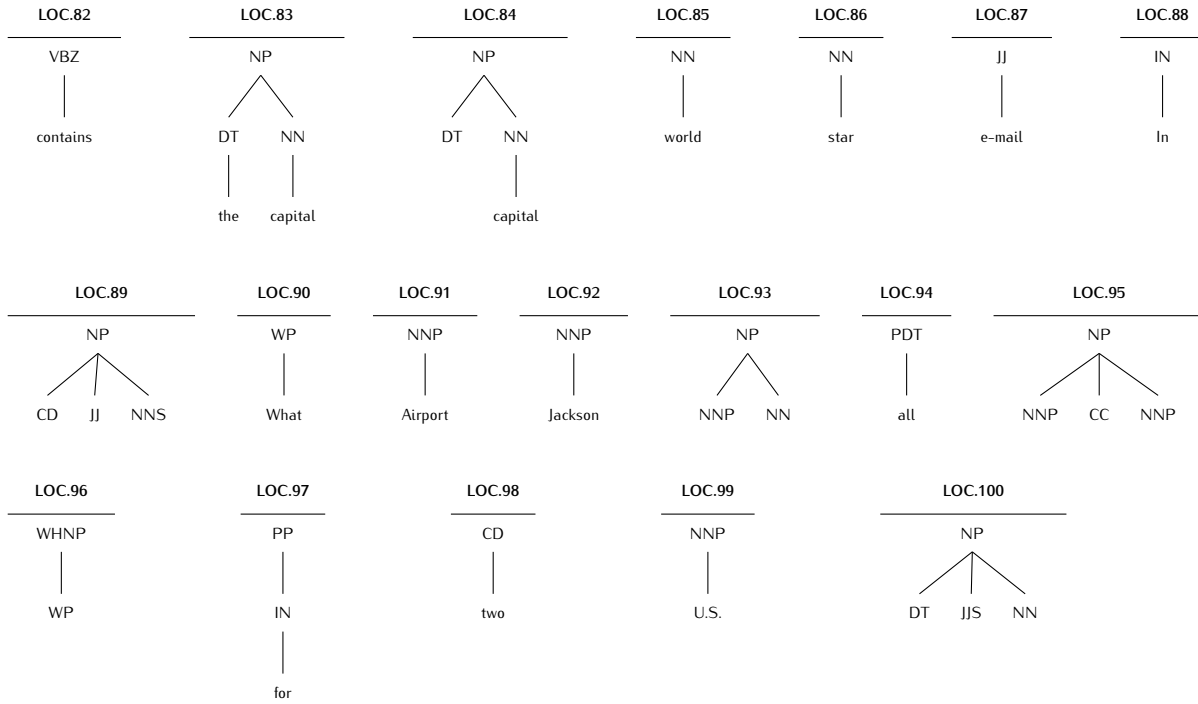 LOC.82 LOC.83 LOC.84 LOC.85 LOC.86 LOC.87 LOC.88
VBZ NP NP NN NN JJ IN
contains DT NN DT NN world star e-mail In
the capital capital
LOC.89 LOC.90 LOC.91 LOC.92 LOC.93 LOC.94 LOC.95
NP WP NNP NNP NP PDT NP
CD JJ NNS What Airport Jackson NNP NN all NNP CC NNP
LOC.96 LOC.97 LOC.98 LOC.99 LOC.100
WHNP PP CD NNP NP
WP IN two U.S. DT JJS NN
for